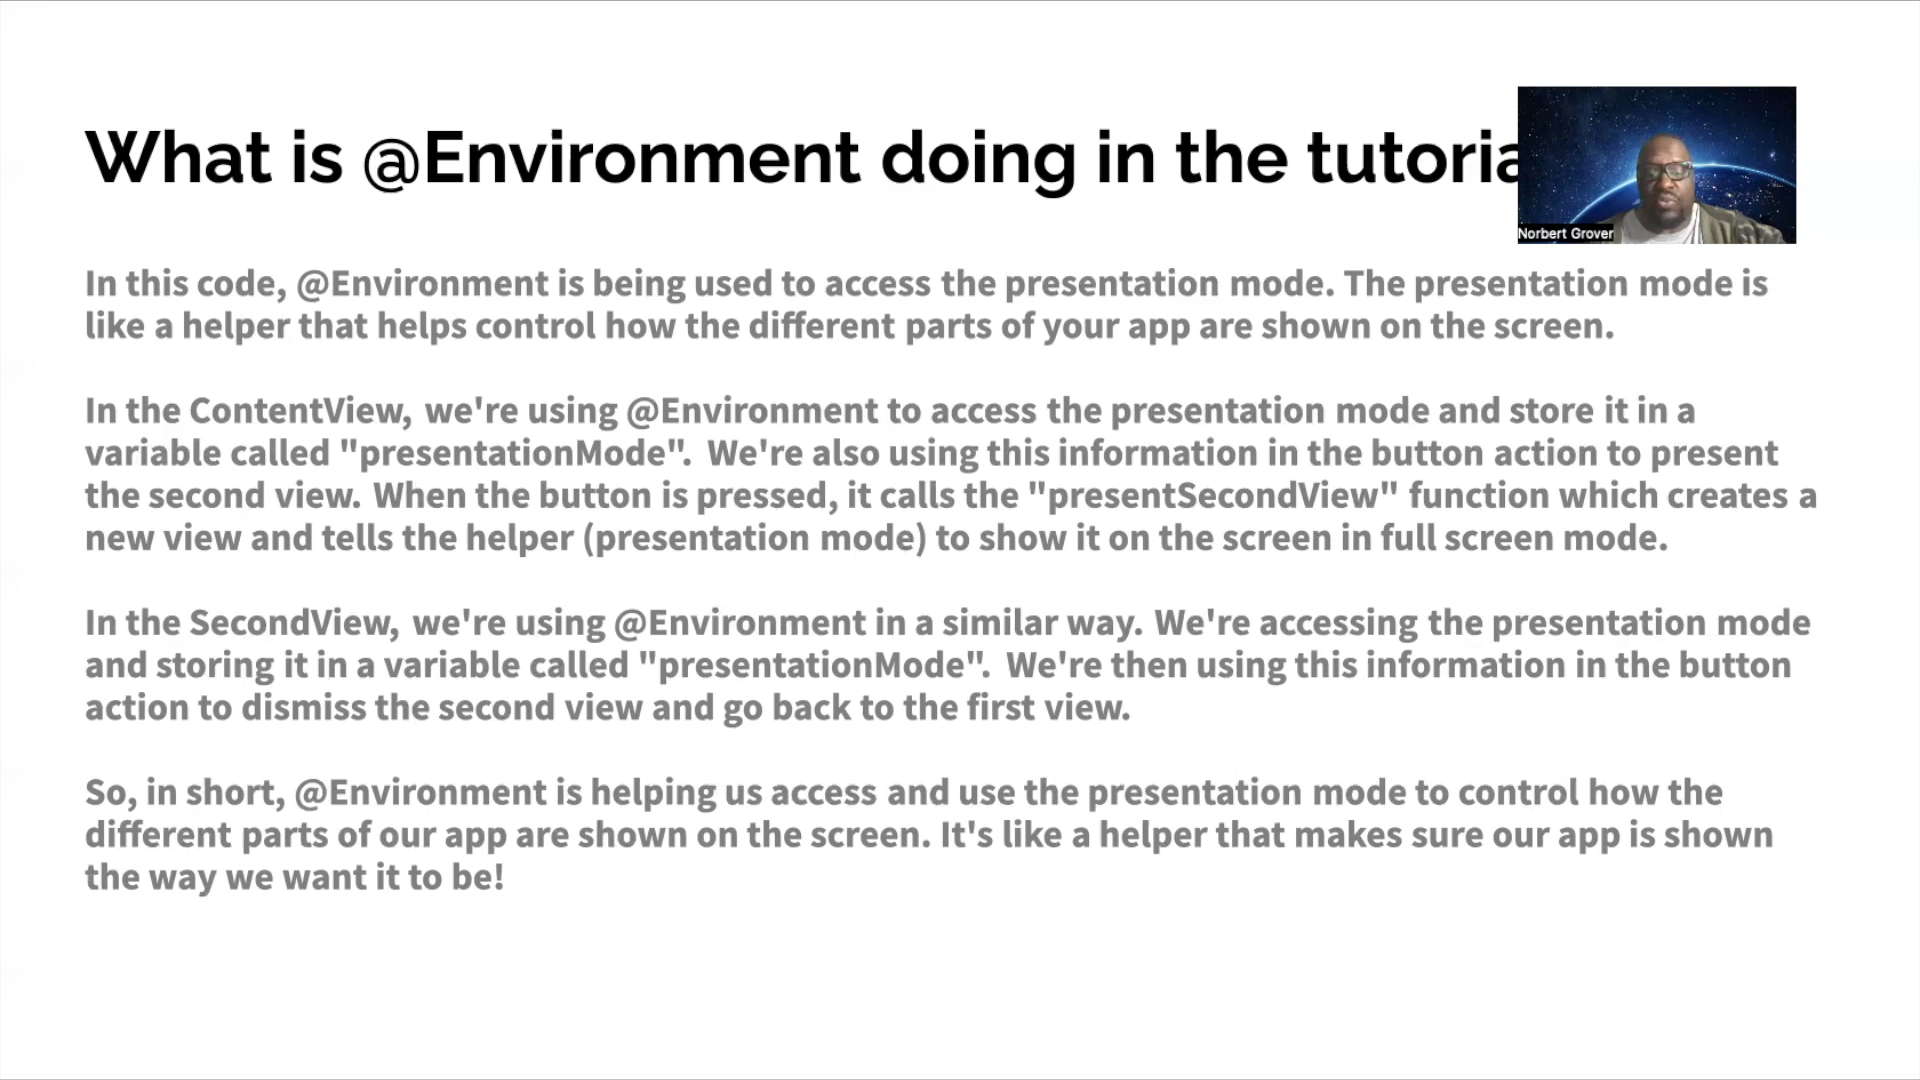 What is @Environment doing in the tutoria
Norbert Grover
In this code, @Environment is being used to access the presentation mode. The presentation mode is
like a helper that helps control how the different parts of your app are shown on the screen.
In the ContentView, we're using @Environment to access the presentation mode and store it in a
variable called "presentationMode". We're also using this information in the button action to present
the second view. When the button is pressed, it calls the "presentSecondView" function which creates a
new view and tells the helper (presentation mode) to show it on the screen in full screen mode.
In the SecondView, we're using @Environment in a similar way. We're accessing the presentation mode
and storing it in a variable called "presentationMode". We're then using this information in the button
action to dismiss the second view and go back to the first view.
So, in short, @Environment is helping us access and use the presentation mode to control how the
different parts of our app are shown on the screen. It's like a helper that makes sure our app is shown
the way we want it to be!